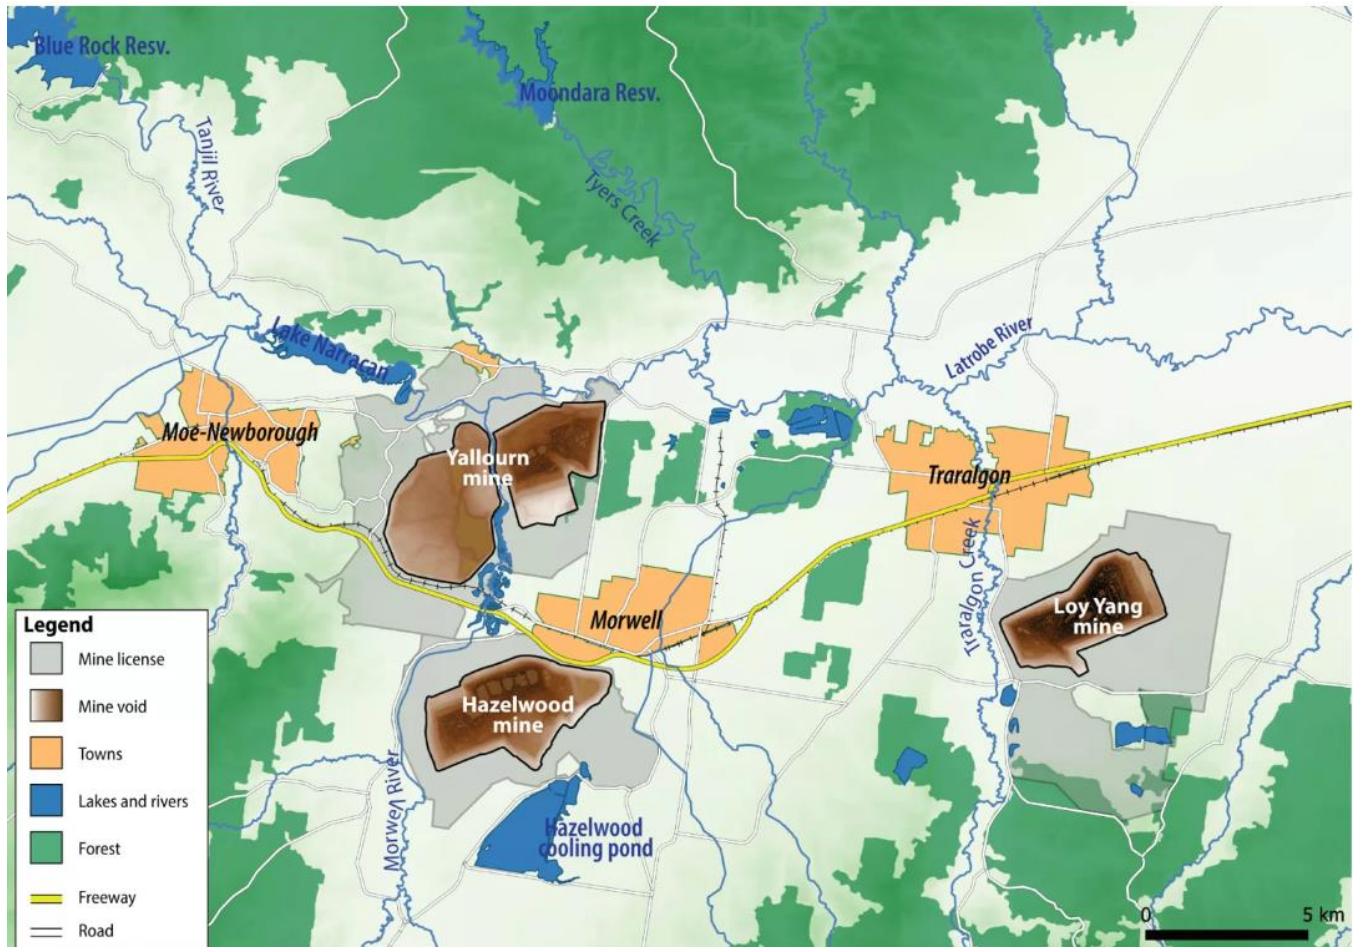 Blue Rock Resv.
Moondara Resv.
Tanjil River
Tyers Creek
Lake Narracan
Latrobe River
Moe-Newborough
Yallourn
mine
Traralgon
Traralgon Creek
Morwell
Loy Yang
mine
Hazelwood
mine
Morwell River
Hazelwood
cooling pond
Legend
Mine license
Mine void
Towns
Lakes and rivers
Forest
Freeway
Road
0 5 km